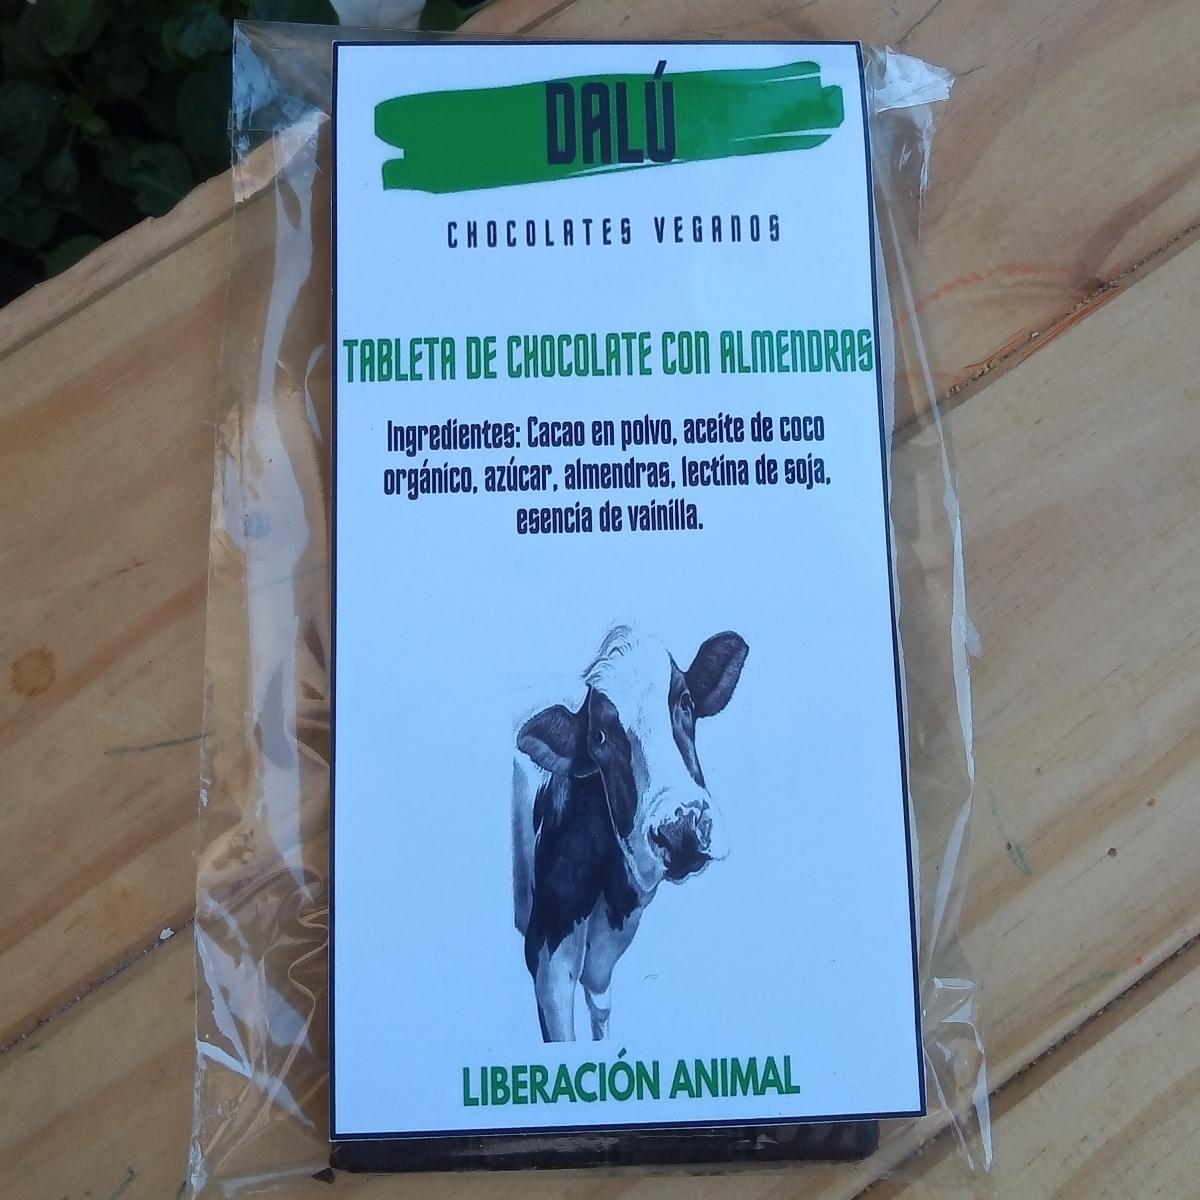 DALÚ
CHOCOLATES VEGANOS
TABLETA DE CHOCOLATE CON ALMENDRAS
Ingredientes: Cacao en polvo, aceite de coco
orgánico, azúcar, almendras, lectina de soja,
esencia de vainilla.
LIBERACIÓN ANIMAL